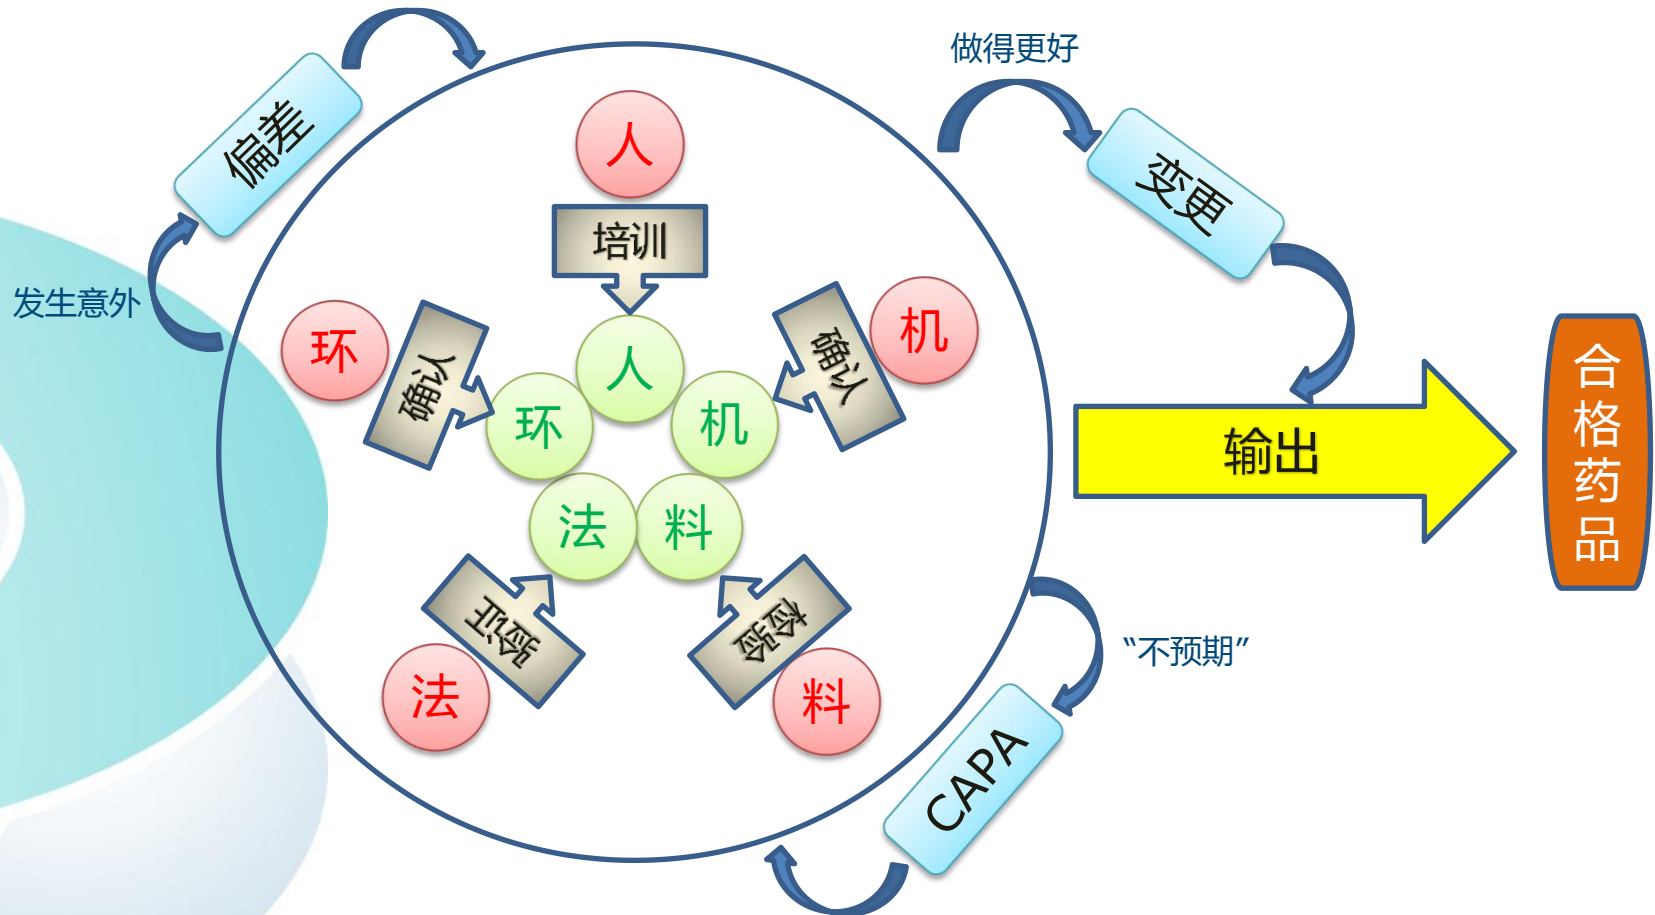 做得更好
偏差
人
变更
培训
发生意外
环
确认
人
确认
机
环
机
合格药品
输出
法
料
验证
检验
“不预期”
法
料
CAPA